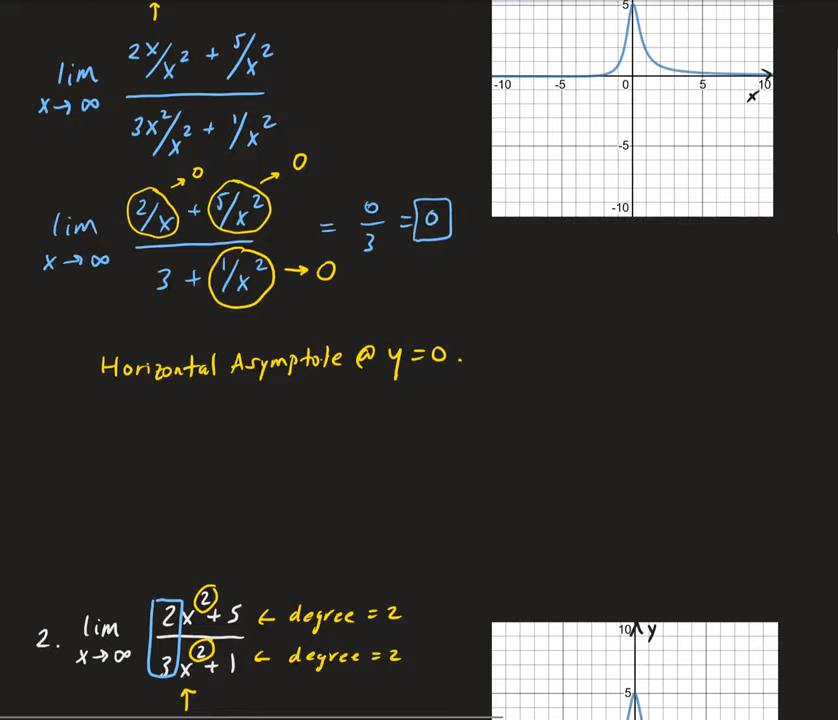 5
lim x→∞ 2x/x² + 5/x²
3x²/x² + 1/x²
-10 -5 0 5 10
x
-5
-10
→ 0 → 0
lim x→∞ 2/x + 5/x² = 0/3 = 0
3 + 1/x² → 0
Horizontal Asymptote @ y = 0.
2. lim x→∞ 2x² + 5 ← degree = 2
3x² + 1 ← degree = 2
↑
10 y
5